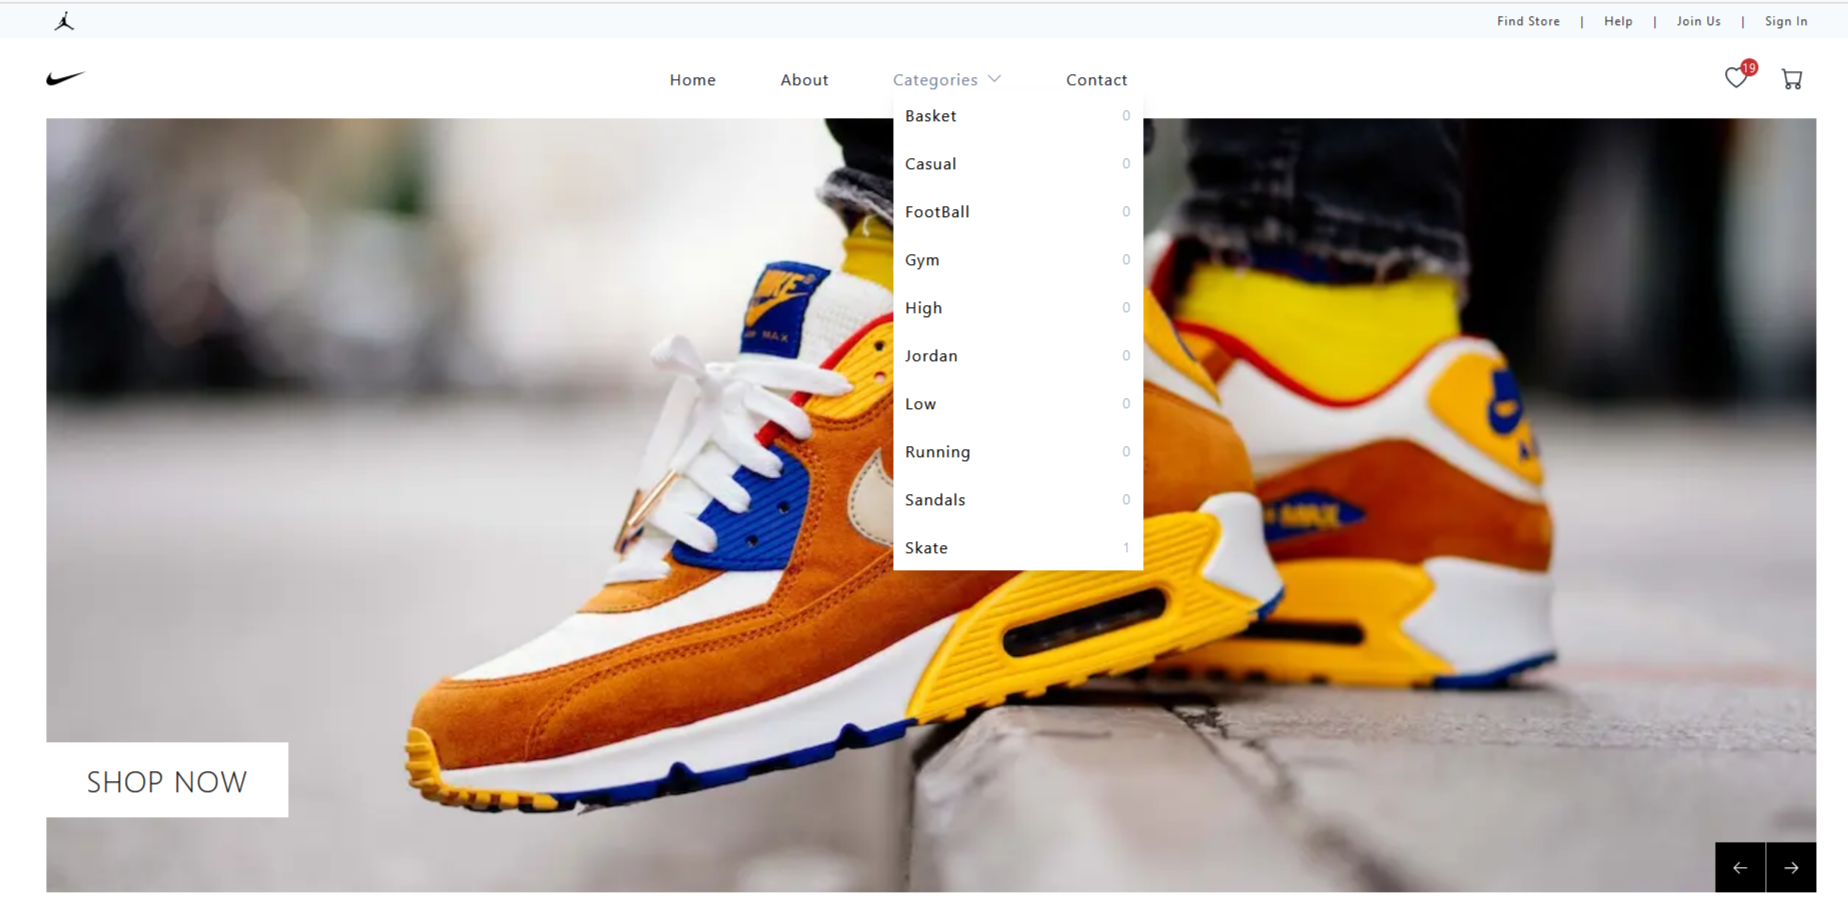 Find Store | Help | Join Us | Sign In
Home About Categories Contact
19
Basket 0
Casual 0
FootBall 0
Gym 0
High 0
Jordan 0
Low 0
Running 0
Sandals 0
Skate 1
NIKE
AIR MAX
MAX
SHOP NOW